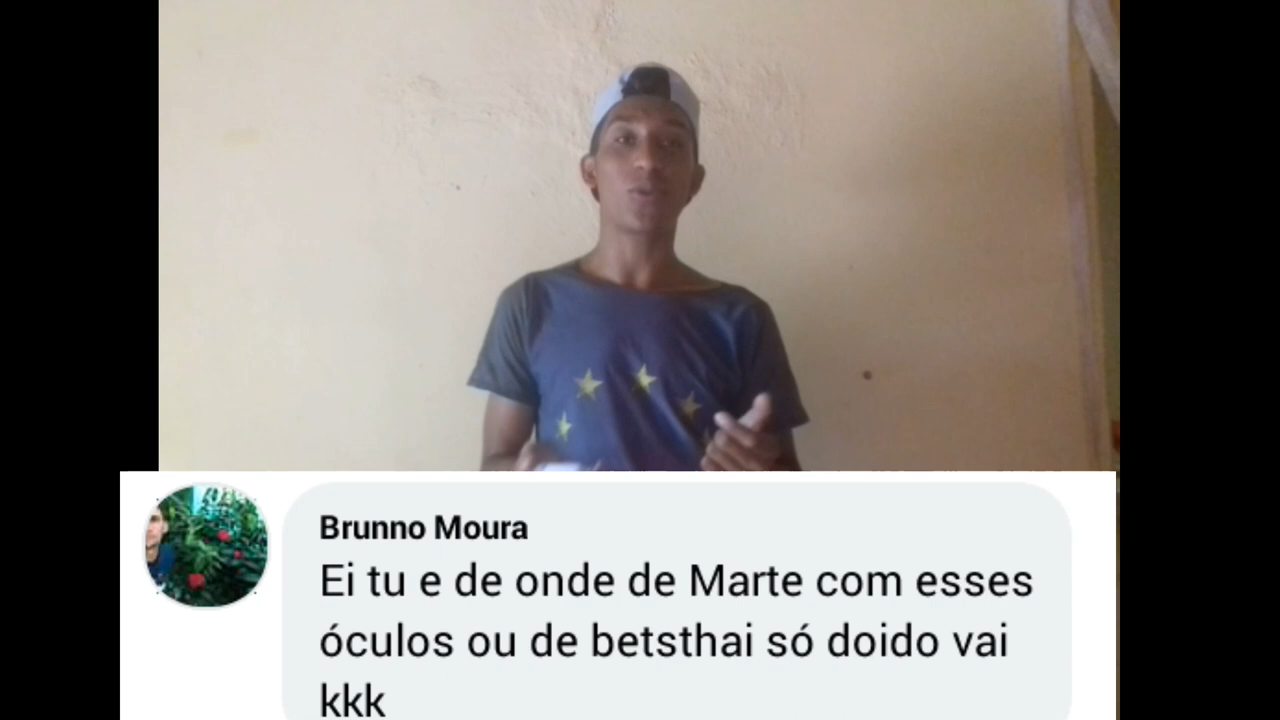 Brunno Moura
Ei tu e de onde de Marte com esses
óculos ou de betsthai só doido vai
kkk